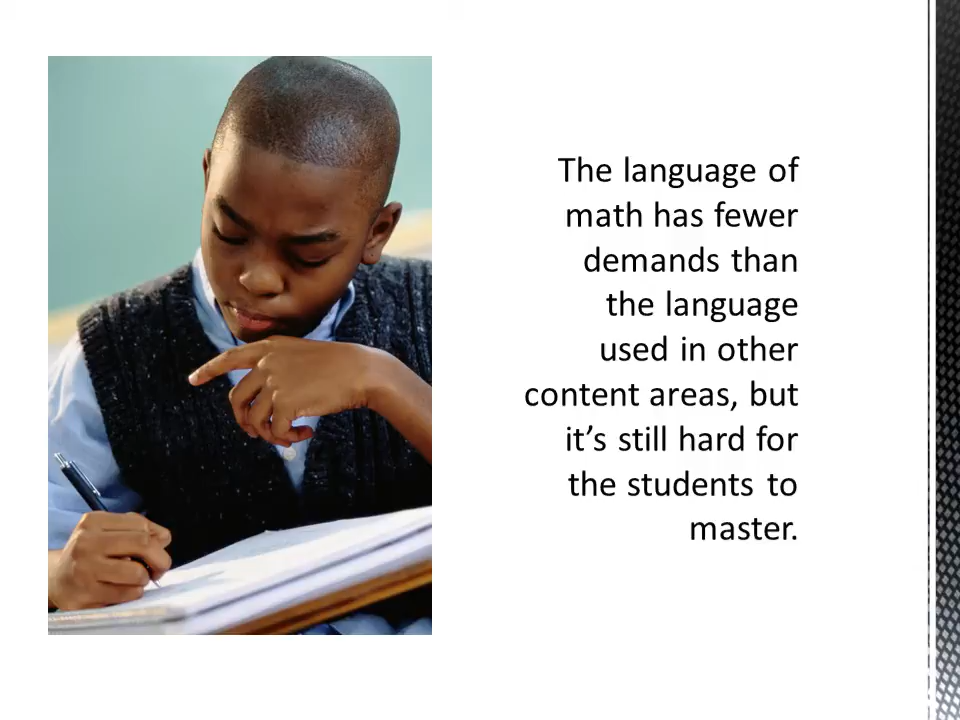 The language of
math has fewer
demands than
the language
used in other
content areas, but
it’s still hard for
the students to
master.